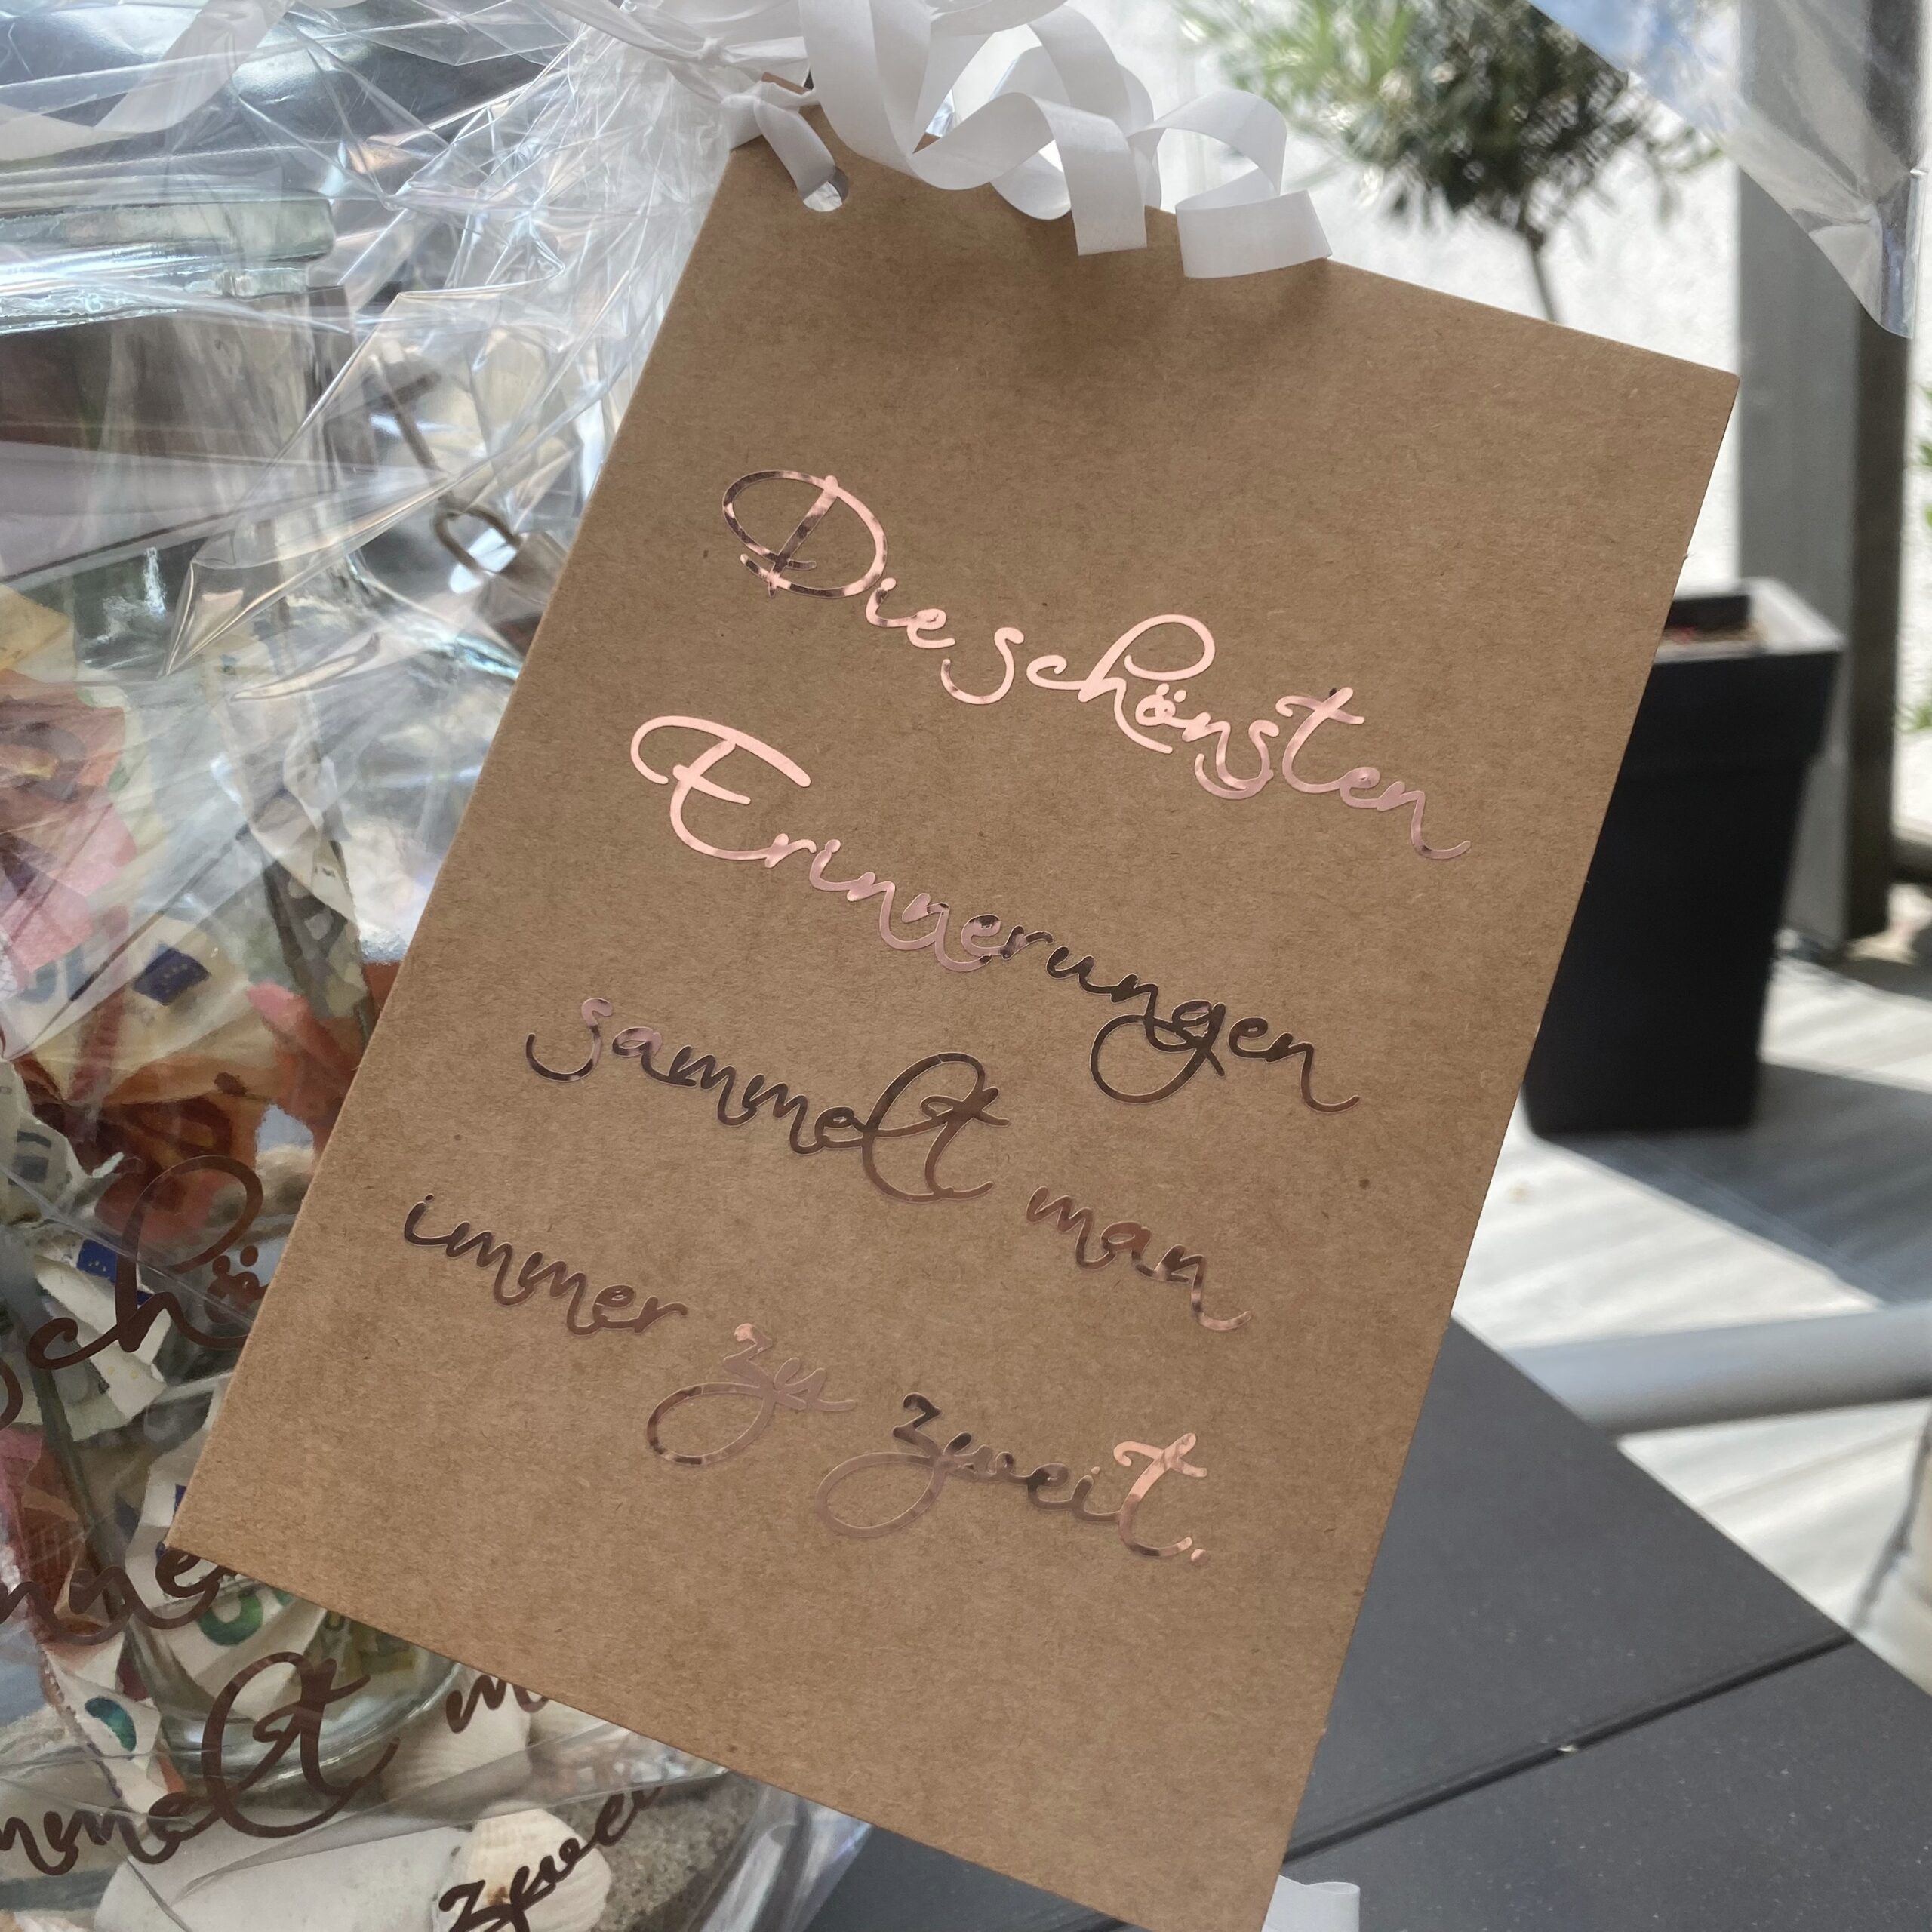 Die schönsten
Erinnerungen
sammelt man
immer zu zweit.